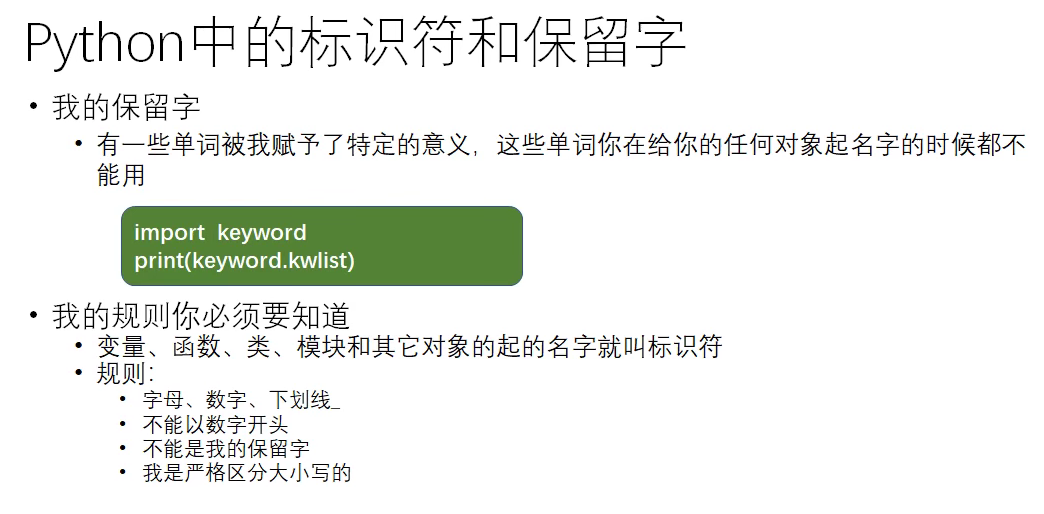 Python中的标识符和保留字
• 我的保留字
• 有一些单词被我赋予了特定的意义，这些单词你在给你的任何对象起名字的时候都不
能用
import  keyword
print(keyword.kwlist)
• 我的规则你必须要知道
• 变量、函数、类、模块和其它对象的起的名字就叫标识符
• 规则：
• 字母、数字、下划线_
• 不能以数字开头
• 不能是我的保留字
• 我是严格区分大小写的